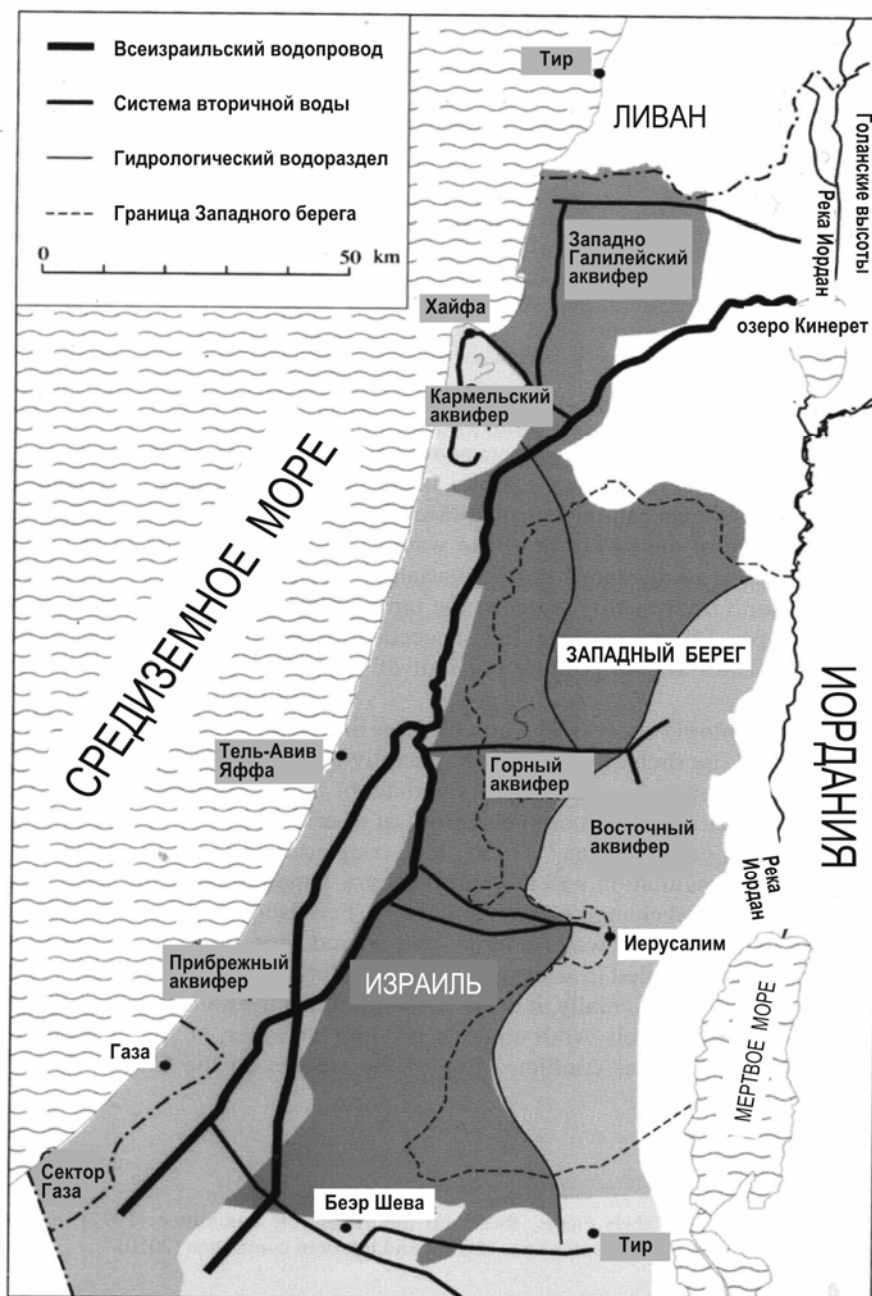 Всеизраильский водопровод
Система вторичной воды
Гидрологический водораздел
Граница Западного берега
0 50 km
Тир
ЛИВАН
Голанские высоты
Река Иордан
Западно
Галилейский
аквифер
Хайфа
озеро Кинерет
Кармельский
аквифер
3
СРЕДИЗЕМНОЕ МОРЕ
ЗАПАДНЫЙ БЕРЕГ
ИОРДАНИЯ
5
Тель-Авив
Яффа
Горный
аквифер
Восточный
аквифер
Река
Иордан
Иерусалим
Прибрежный
аквифер
ИЗРАИЛЬ
Газа
МЕРТВОЕ МОРЕ
Сектор
Газа
Беэр Шева
Тир